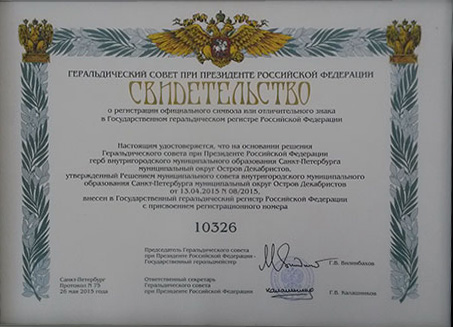 ГЕРАЛЬДИЧЕСКИЙ СОВЕТ ПРИ ПРЕЗИДЕНТЕ РОССИЙСКОЙ ФЕДЕРАЦИИ
СВИДЕТЕЛЬСТВО
о регистрации официального символа или отличительного знака
в Государственном геральдическом регистре Российской Федерации
Настоящим удостоверяется, что на основании решения
Геральдического совета при Президенте Российской Федерации
герб внутригородского муниципального образования Санкт-Петербурга
муниципальный округ Остров Декабристов,
утвержденный Решением муниципального совета внутригородского муниципального
образования Санкт-Петербурга муниципальный округ Остров Декабристов
от 13.04.2015 N 08/2015,
внесен в Государственный геральдический регистр Российской Федерации
с присвоением регистрационного номера
10326
Председатель Геральдического совета
при Президенте Российской Федерации -
Государственный герольдмейстер
Г.В. Вилинбахов
Санкт-Петербург
Протокол N 75
28 мая 2015 года
Ответственный секретарь
Геральдического совета
при Президенте Российской Федерации
Г.В. Калашников